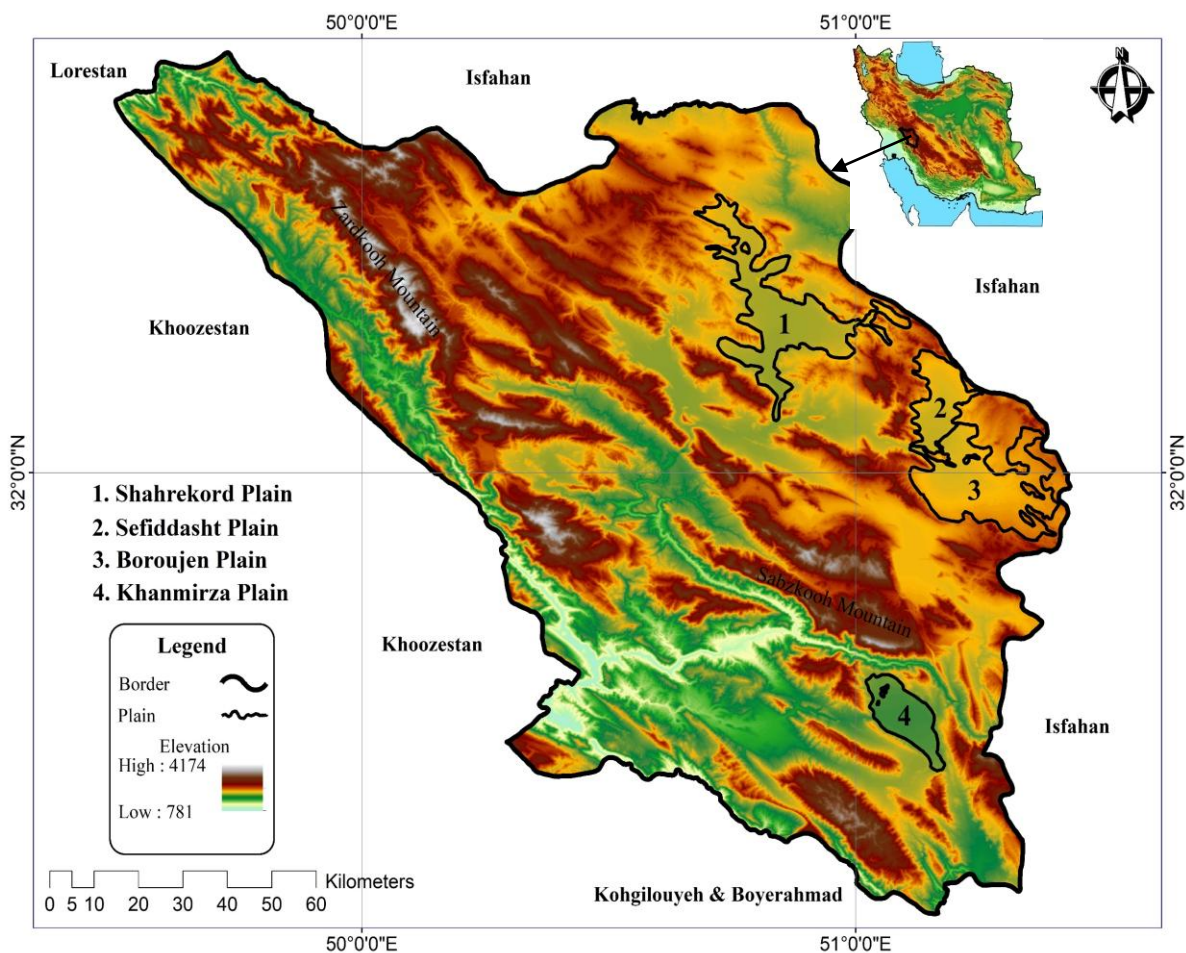 50°0'0"E
51°0'0"E
Lorestan
Isfahan
N
Zardkooh Mountain
Isfahan
Khoozestan
1
2
32°0'0"N
32°0'0"N
3
1. Shahrekord Plain
2. Sefiddasht Plain
3. Boroujen Plain
4. Khanmirza Plain
Sabzkooh Mountain
Khoozestan
Legend
Border
Plain
Elevation
High : 4174
Low : 781
4
Isfahan
Kilometers
0 5 10 20 30 40 50 60
Kohgilouyeh & Boyerahmad
50°0'0"E
51°0'0"E